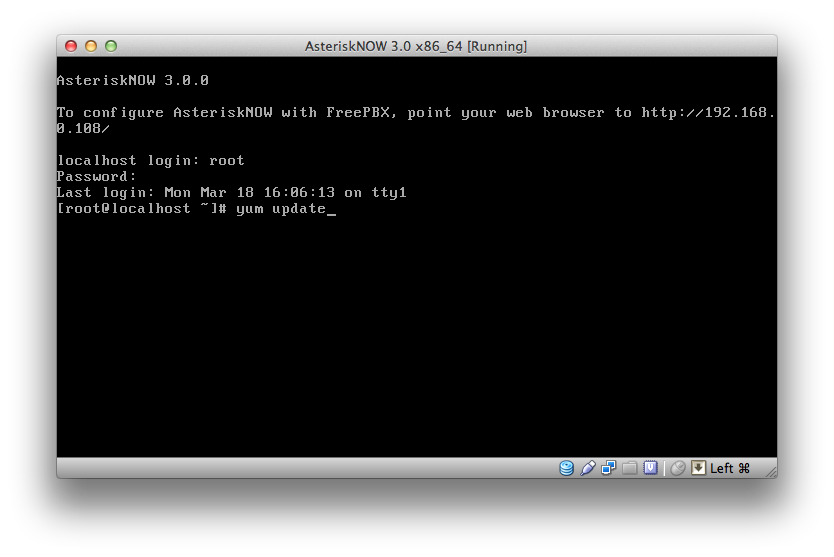 AsteriskNOW 3.0 x86_64 [Running]
AsteriskNOW 3.0.0
To configure AsteriskNOW with FreePBX, point your web browser to http://192.168.
0.108/
localhost login: root
Password:
Last login: Mon Mar 18 16:06:13 on tty1
[root@localhost ~]# yum update_
Left ⌘